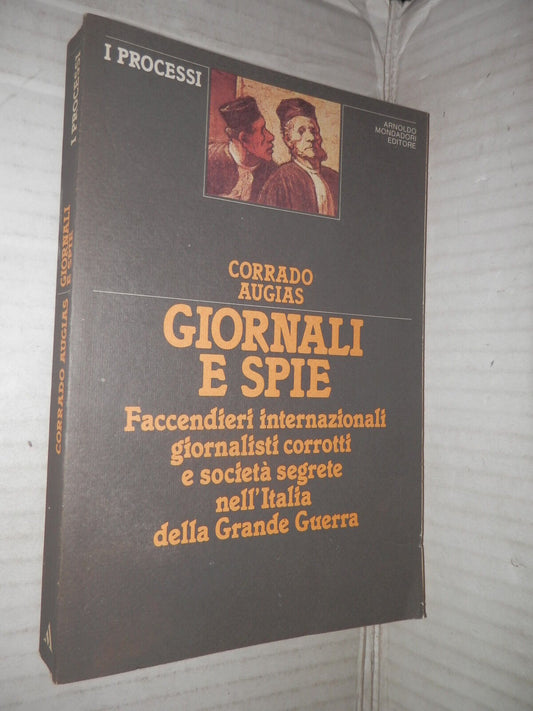 I PROCESSI
ARNOLDO
MONDADORI
EDITORE
CORRADO
AUGIAS
GIORNALI
E SPIE
Faccendieri internazionali
giornalisti corrotti
e società segrete
nell'Italia
della Grande Guerra
I PROCESSI
CORRADO AUGIAS
GIORNALI
E SPIE